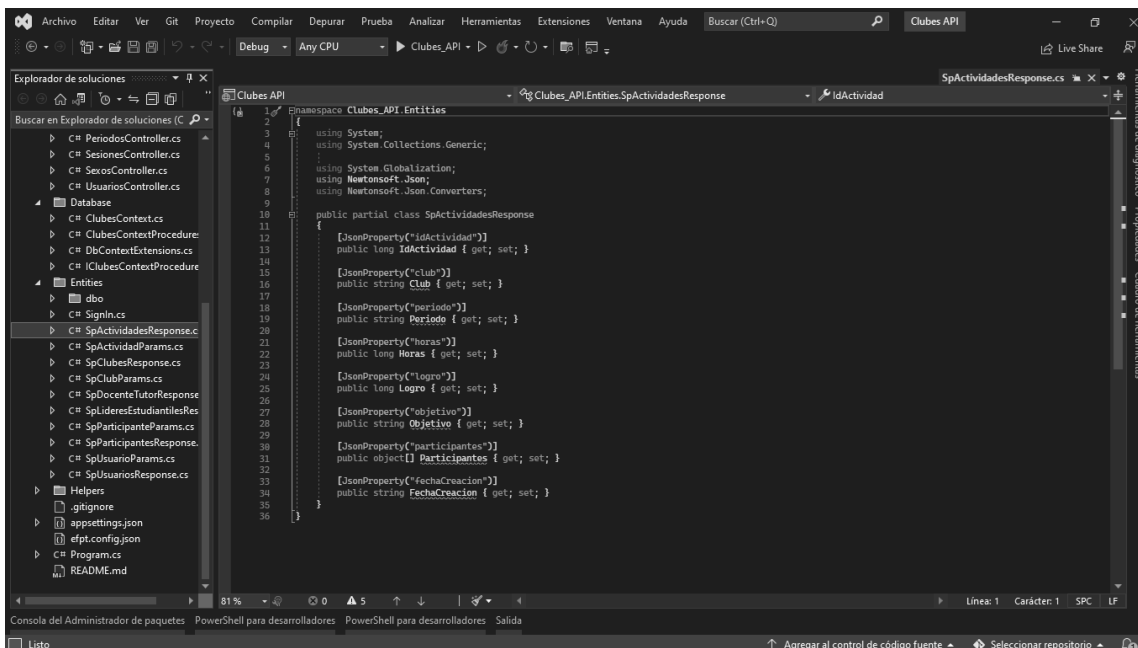 Archivo Editar Ver Git Proyecto Compilar Depurar Prueba Analizar Herramientas Extensiones Ventana Ayuda Buscar (Ctrl+Q) Clubes API
Debug Any CPU Clubes_API Live Share
Explorador de soluciones
Buscar en Explorador de soluciones (C
C# PeriodosController.cs
C# SesionesController.cs
C# SexosController.cs
C# UsuariosController.cs
Database
C# ClubesContext.cs
C# ClubesContextProcedures
C# DbContextExtensions.cs
C# IClubesContextProcedure
Entities
dbo
C# SignIn.cs
C# SpActividadesResponse.c
C# SpActividadParams.cs
C# SpClubesResponse.cs
C# SpClubParams.cs
C# SpDocenteTutorResponse
C# SpLideresEstudiantilesRes
C# SpParticipanteParams.cs
C# SpParticipantesResponse.
C# SpUsuarioParams.cs
C# SpUsuariosResponse.cs
Helpers
.gitignore
appsettings.json
efpt.config.json
C# Program.cs
README.md
SpActividadesResponse.cs
Clubes API Clubes_API.Entities.SpActividadesResponse IdActividad
1 namespace Clubes_API.Entities
2 {
3 using System;
4 using System.Collections.Generic;
5
6 using System.Globalization;
7 using Newtonsoft.Json;
8 using Newtonsoft.Json.Converters;
9
10 public partial class SpActividadesResponse
11 {
12 [JsonProperty("idActividad")]
13 public long IdActividad { get; set; }
14
15 [JsonProperty("club")]
16 public string Club { get; set; }
17
18 [JsonProperty("periodo")]
19 public string Periodo { get; set; }
20
21 [JsonProperty("horas")]
22 public long Horas { get; set; }
23
24 [JsonProperty("logro")]
25 public long Logro { get; set; }
26
27 [JsonProperty("objetivo")]
28 public string Objetivo { get; set; }
29
30 [JsonProperty("participantes")]
31 public object[] Participantes { get; set; }
32
33 [JsonProperty("fechaCreacion")]
34 public string FechaCreacion { get; set; }
35 }
36 }
81 % 0 5 Línea: 1 Carácter: 1 SPC LF
Consola del Administrador de paquetes PowerShell para desarrolladores PowerShell para desarrolladores Salida
Listo Agregar al control de código fuente Seleccionar repositorio